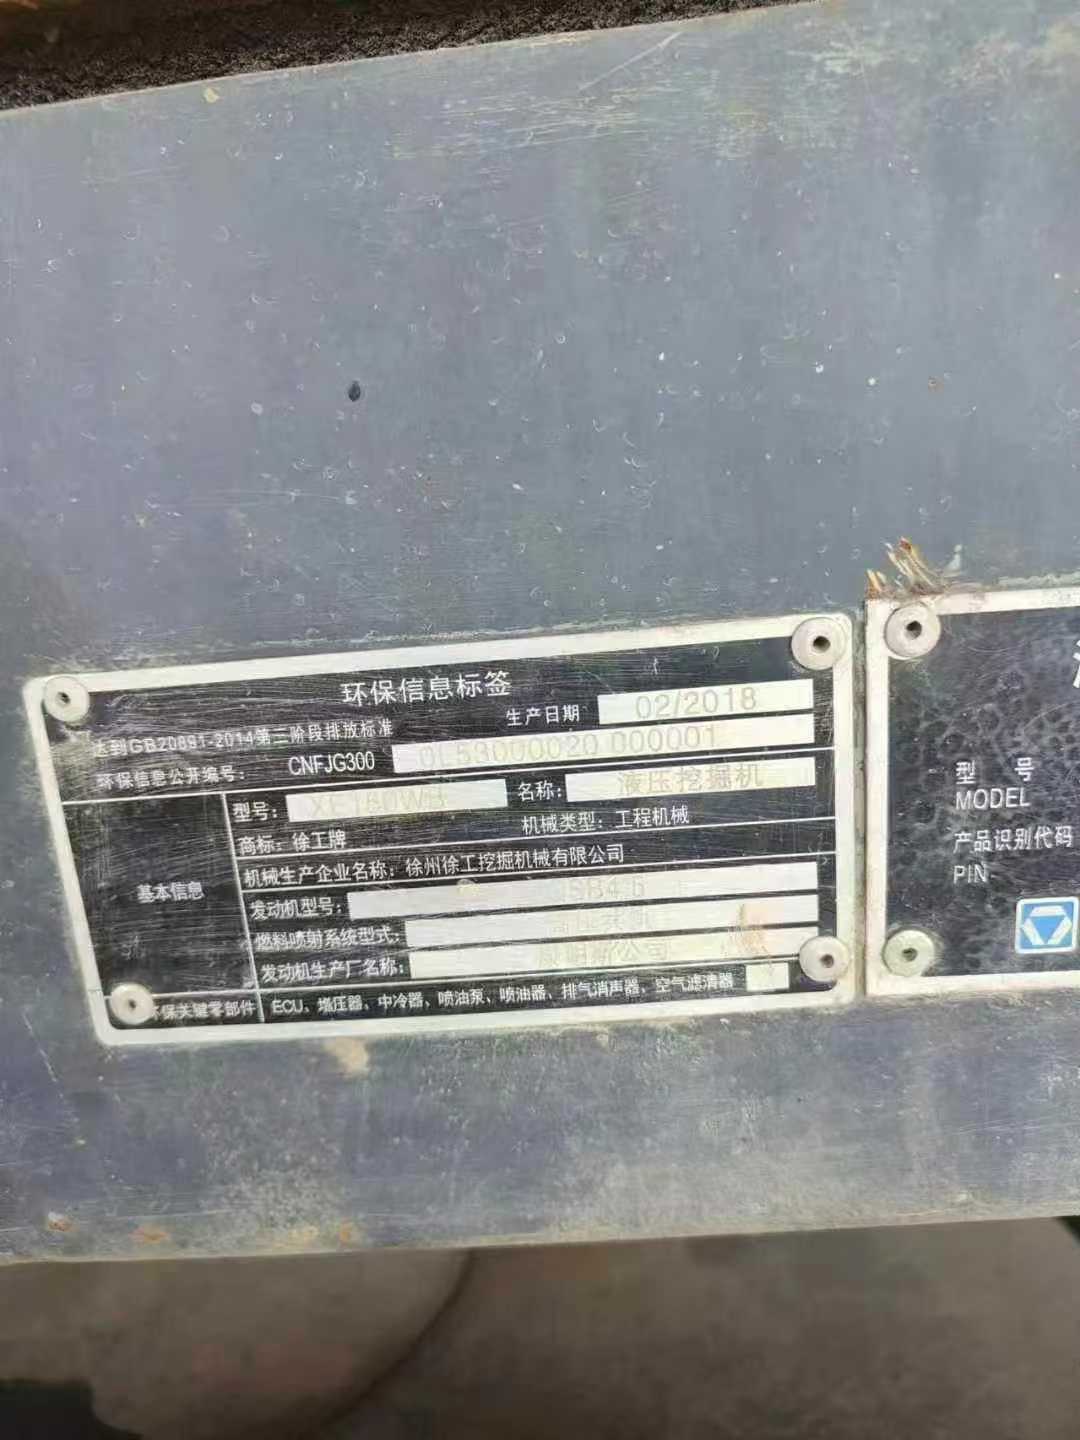 环保信息标签
达到GB20891-2014第三阶段排放标准
生产日期 02/2018
环保信息公开编号： CNFJG300 0L53000020 000001
基本信息
型号： XE150WB 名称： 液压挖掘机
商标：徐工牌 机械类型：工程机械
机械生产企业名称：徐州徐工挖掘机械有限公司
发动机型号：
燃料喷射系统型式：
发动机生产厂名称：
环保关键零部件 ECU、增压器、中冷器、喷油泵、喷油器、排气消声器、空气滤清器
型 号
MODEL
产品识别代码
PIN